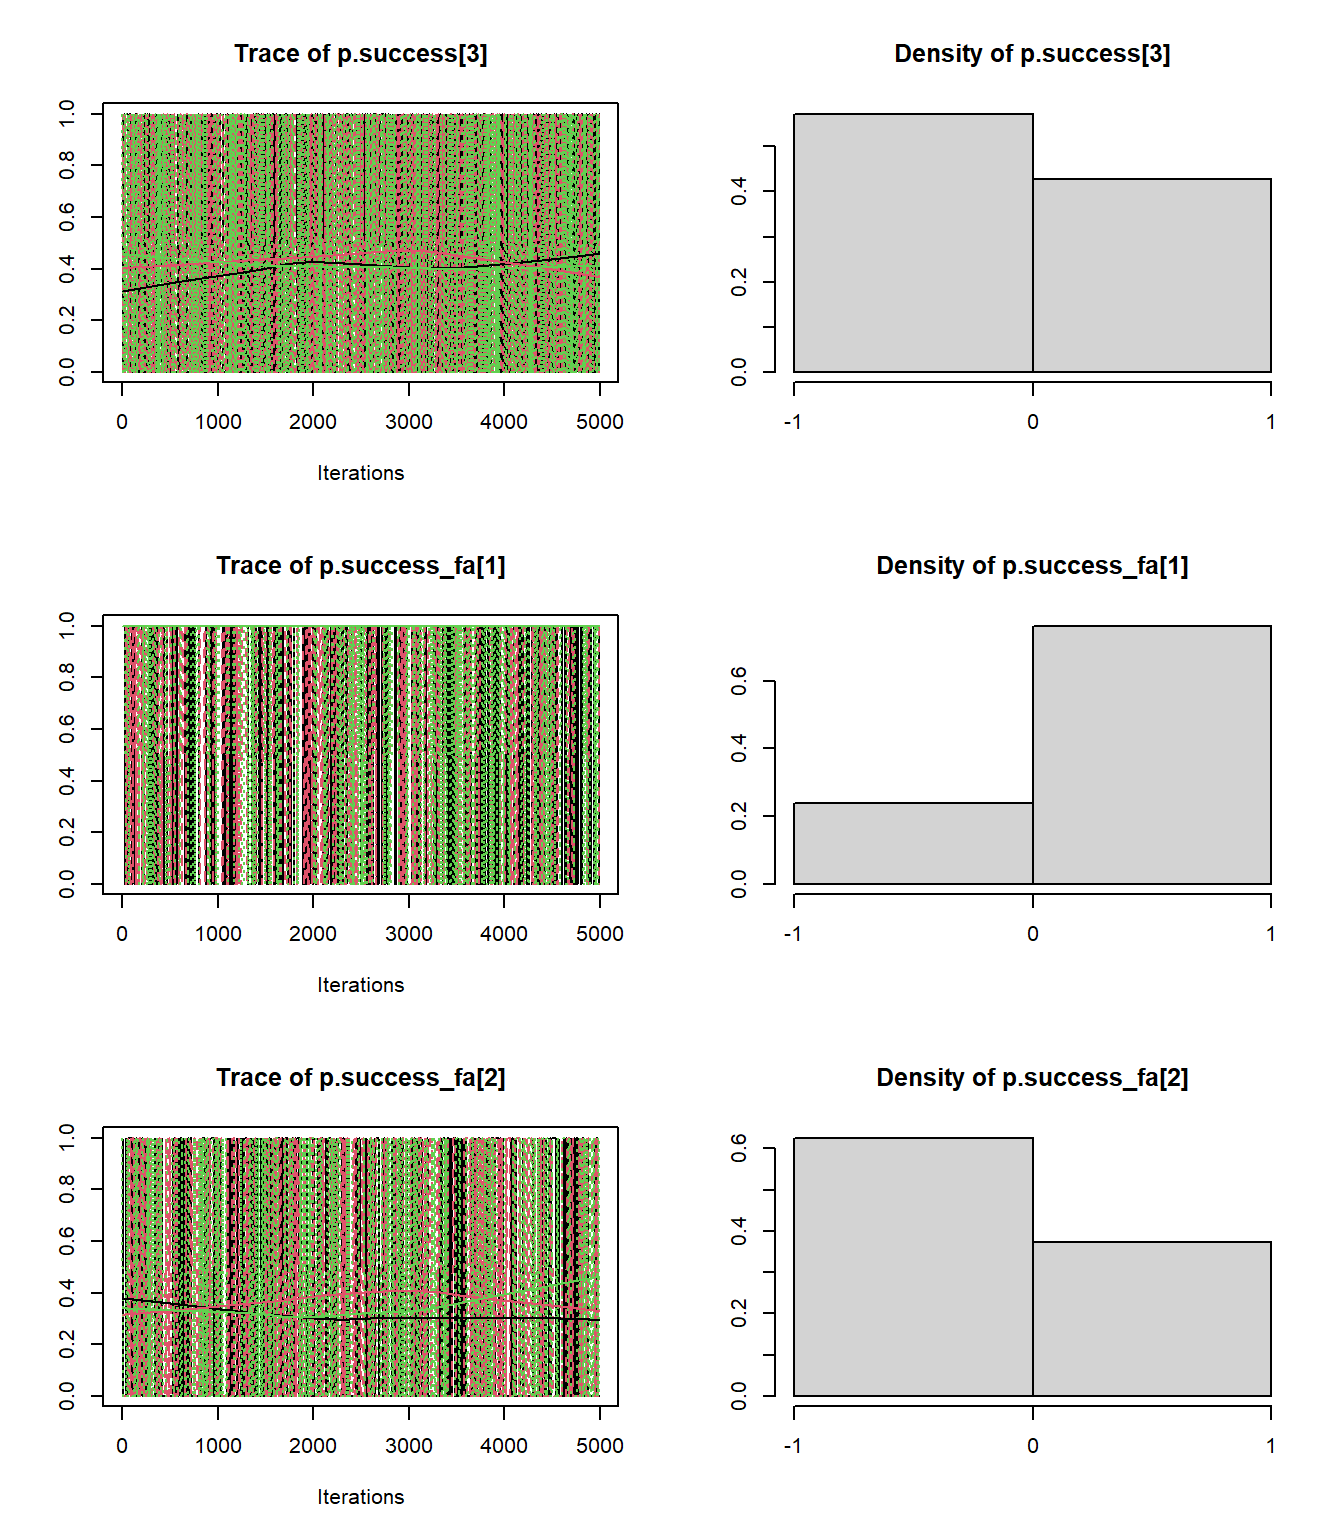 Trace of p.success[3]
Density of p.success[3]
0.0 0.2 0.4 0.6 0.8 1.0
0 1000 2000 3000 4000 5000
Iterations
0.0 0.2 0.4
-1 0 1
Trace of p.success_fa[1]
Density of p.success_fa[1]
0.0 0.2 0.4 0.6 0.8 1.0
0 1000 2000 3000 4000 5000
Iterations
0.0 0.2 0.4 0.6
-1 0 1
Trace of p.success_fa[2]
Density of p.success_fa[2]
0.0 0.2 0.4 0.6 0.8 1.0
0 1000 2000 3000 4000 5000
Iterations
0.0 0.2 0.4 0.6
-1 0 1